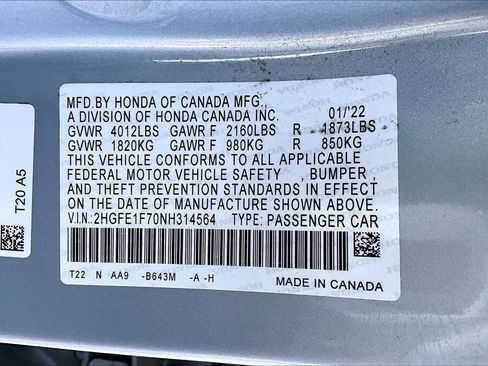 MFD.BY HONDA OF CANADA MFG.,
A DIVISION OF HONDA CANADA INC. 01/'22
GVWR 4012LBS GAWR F 2160LBS R 1873LBS
GVWR 1820KG GAWR F 980KG R 850KG
THIS VEHICLE CONFORMS TO ALL APPLICABLE
FEDERAL MOTOR VEHICLE SAFETY , BUMPER ,
AND THEFT PREVENTION STANDARDS IN EFFECT
ON THE DATE OF MANUFACTURE SHOWN ABOVE.
V.I.N.:2HGFE1F70NH314564 TYPE: PASSENGER CAR
T22 N AA9 -B643M -A -H
MADE IN CANADA
T20 A5